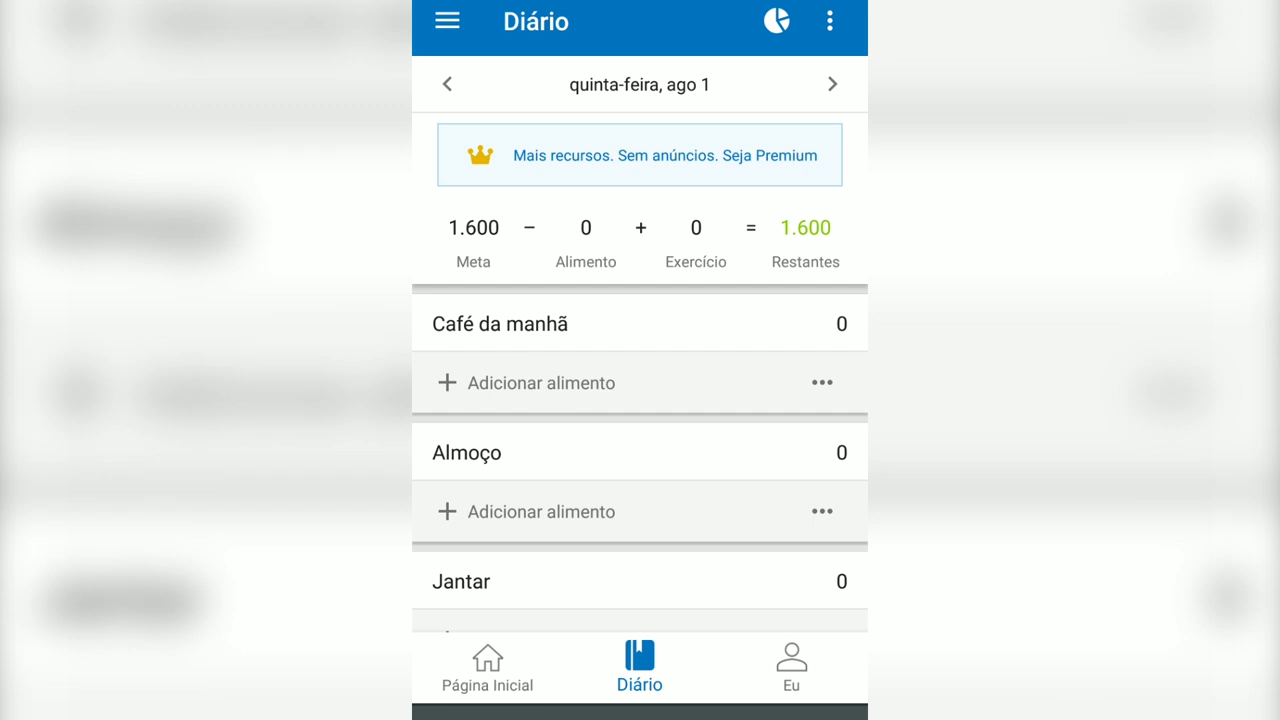 Diário
quinta-feira, ago 1
Mais recursos. Sem anúncios. Seja Premium
1.600 − 0 + 0 = 1.600
Meta Alimento Exercício Restantes
Café da manhã 0
Adicionar alimento
Almoço 0
Adicionar alimento
Jantar 0
Página Inicial Diário Eu